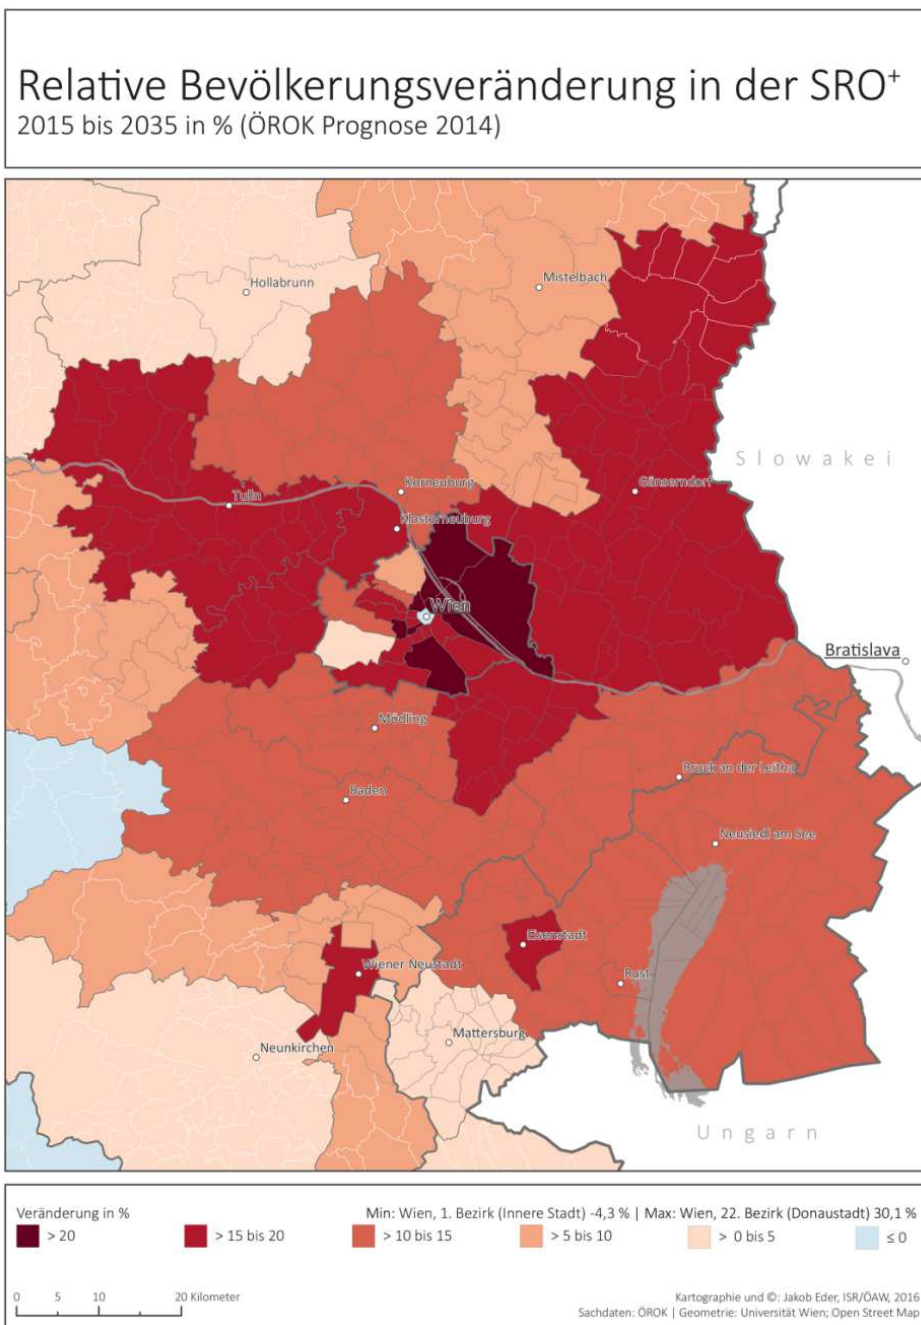 Relative Bevölkerungsveränderung in der SRO⁺
2015 bis 2035 in % (ÖROK Prognose 2014)
Hollabrunn
Mistelbach
Slowakei
Korneuburg
Gänserndorf
Tulln
Klosterneuburg
Wien
Bratislava
Mödling
Bruck an der Leitha
Baden
Neusiedl am See
Eisenstadt
Wiener Neustadt
Rust
Mattersburg
Neunkirchen
Ungarn
Veränderung in %
Min: Wien, 1. Bezirk (Innere Stadt) -4,3 % | Max: Wien, 22. Bezirk (Donaustadt) 30,1 %
> 20
> 15 bis 20
> 10 bis 15
> 5 bis 10
> 0 bis 5
≤ 0
0 5 10 20 Kilometer
Kartographie und ©: Jakob Eder, ISR/ÖAW, 2016
Sachdaten: ÖROK | Geometrie: Universität Wien; Open Street Map